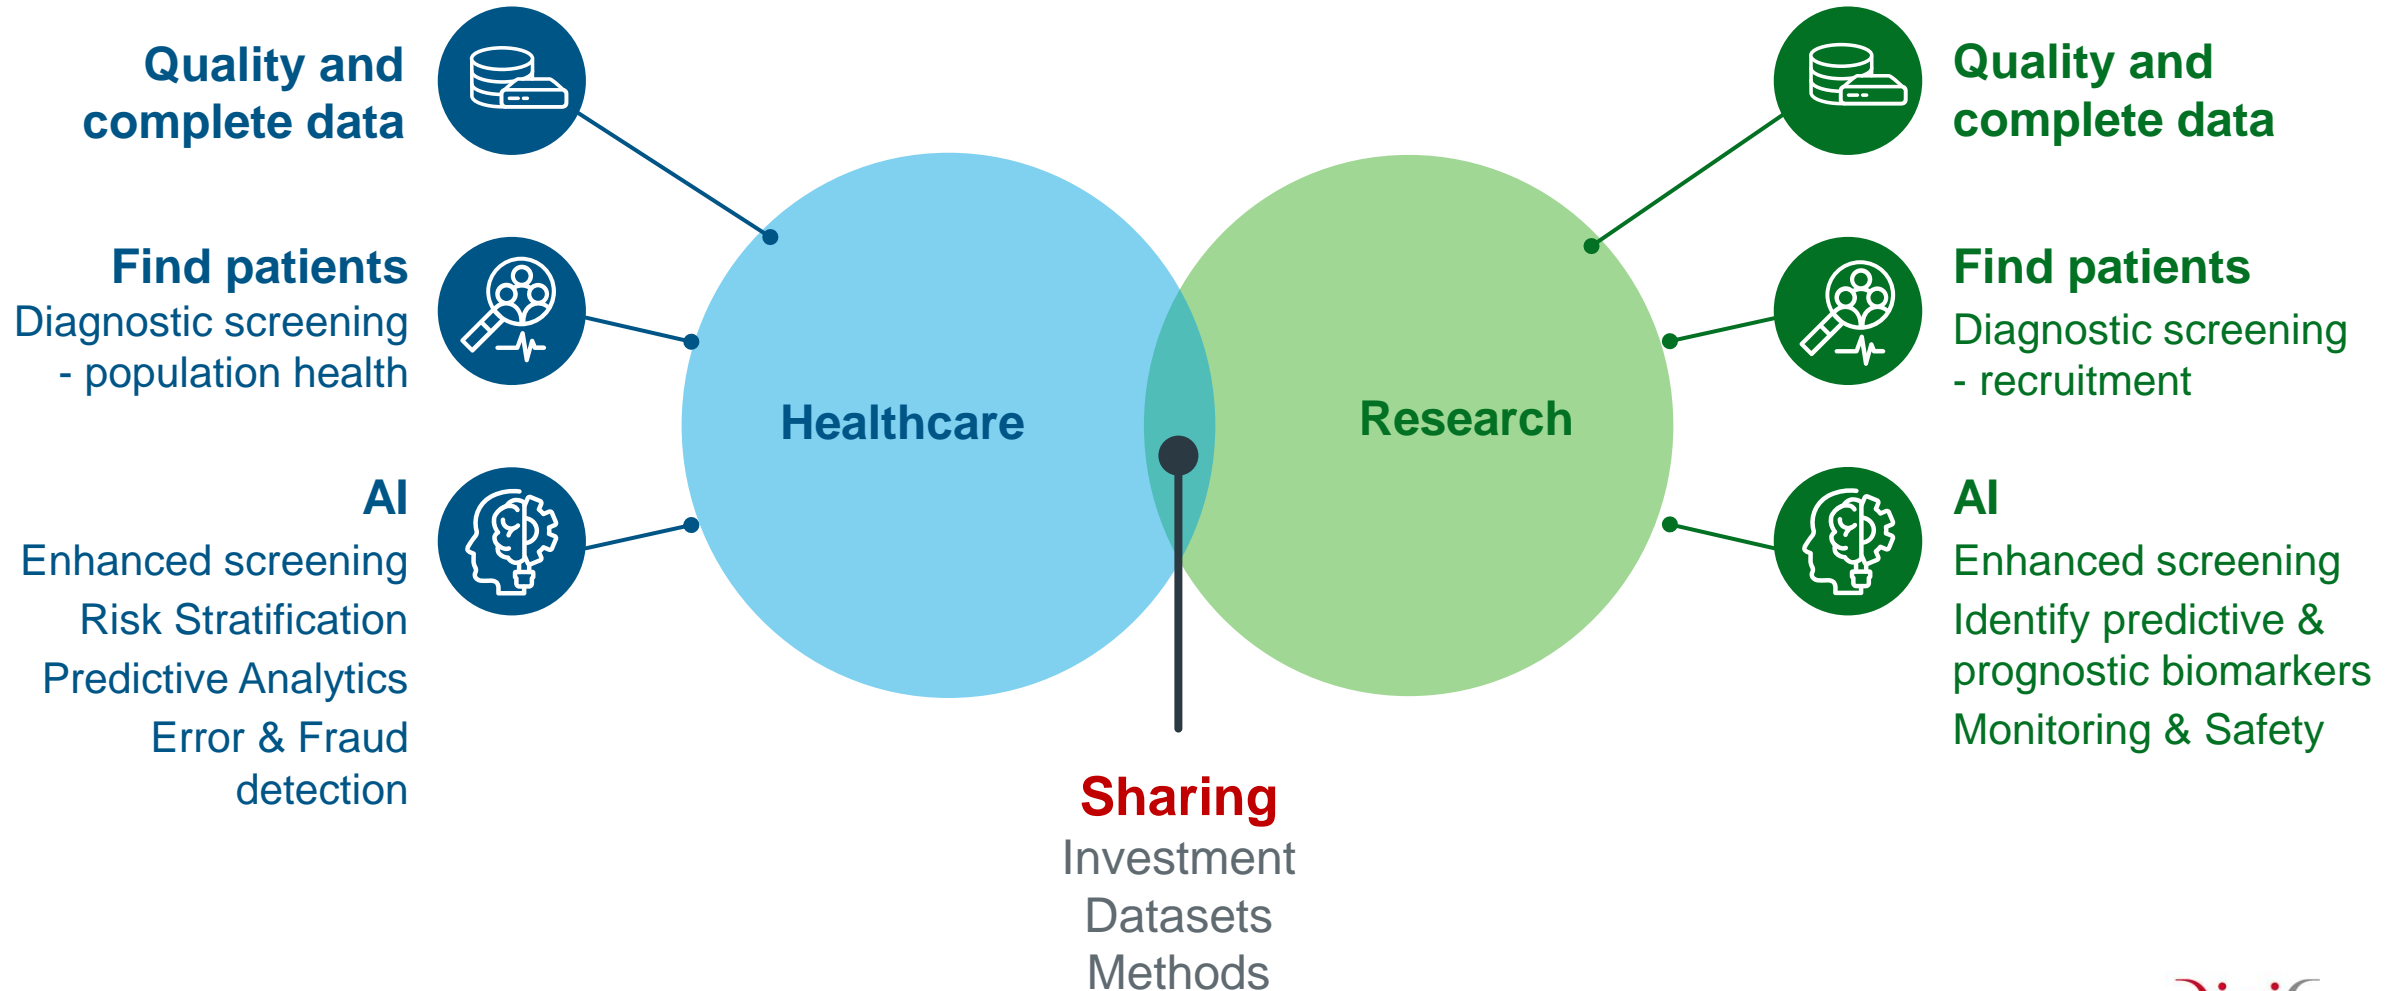 Quality and
complete data
Find patients
Diagnostic screening
- population health
AI
Enhanced screening
Risk Stratification
Predictive Analytics
Error & Fraud
detection
Healthcare
Research
Sharing
Investment
Datasets
Methods
Quality and
complete data
Find patients
Diagnostic screening
- recruitment
AI
Enhanced screening
Identify predictive &
prognostic biomarkers
Monitoring & Safety